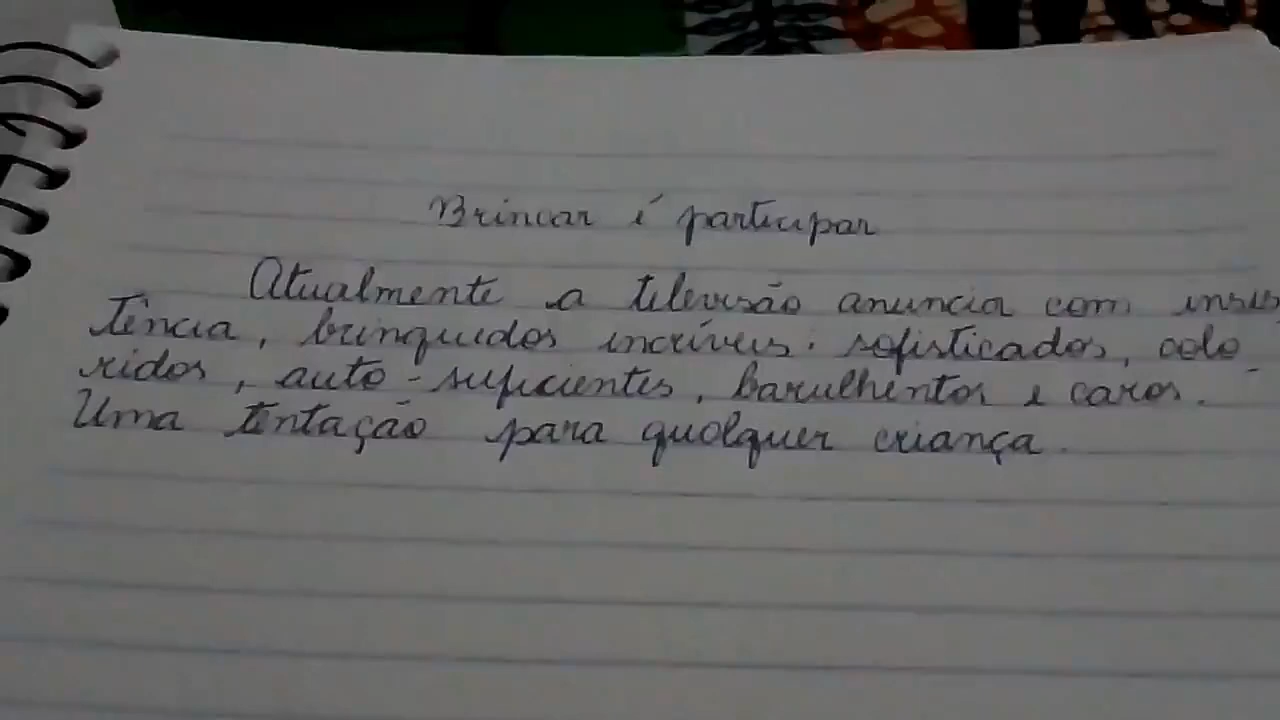 Brincar é participar
Atualmente a televisão anuncia com insis
tência, brinquedos incríveis: sofisticados, colo-
ridos, auto-suficientes, barulhentos e caros.
Uma tentação para qualquer criança.